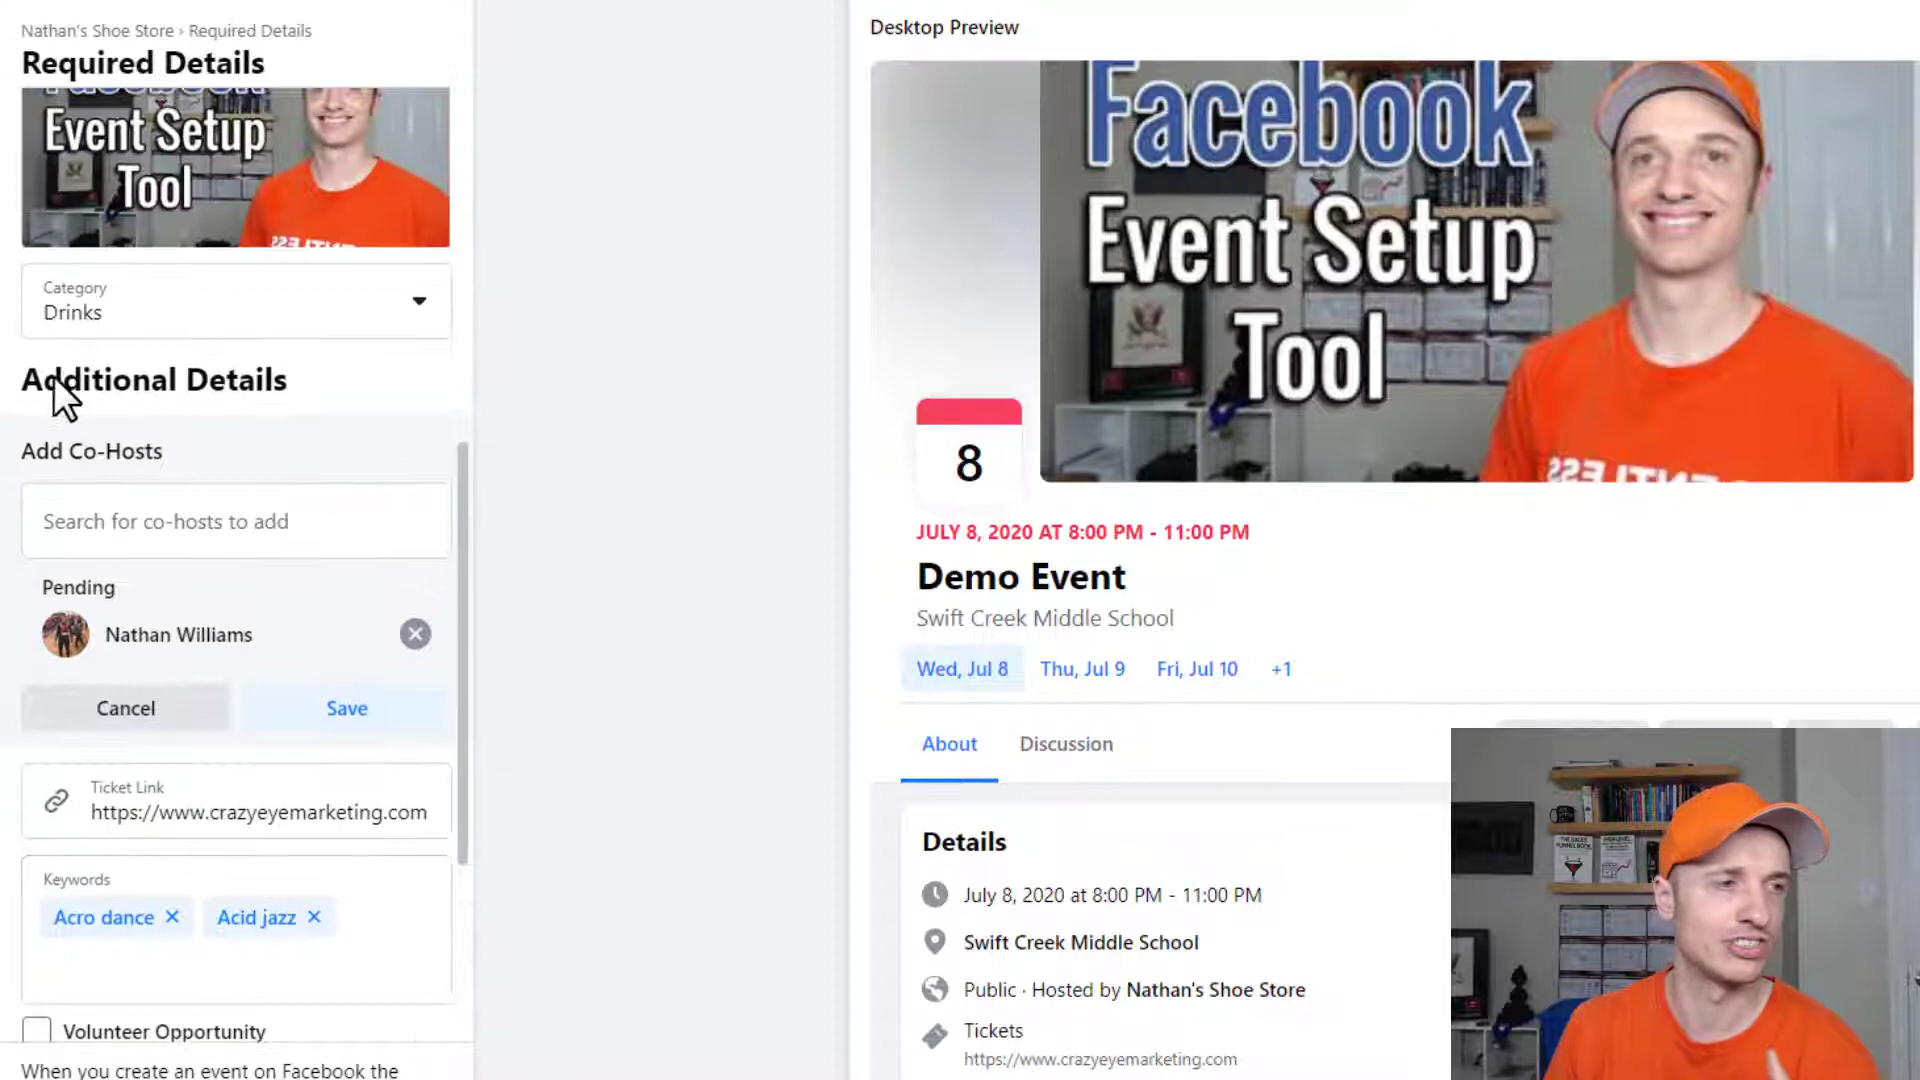 Nathan's Shoe Store › Required Details
Required Details
Facebook
Event Setup
Tool
Category
Drinks
Additional Details
Add Co-Hosts
Search for co-hosts to add
Pending
Nathan Williams
Cancel
Save
Ticket Link
https://www.crazyeyemarketing.com
Keywords
Acro dance
Acid jazz
Volunteer Opportunity
When you create an event on Facebook the
Desktop Preview
Facebook
Event Setup
Tool
8
JULY 8, 2020 AT 8:00 PM - 11:00 PM
Demo Event
Swift Creek Middle School
Wed, Jul 8
Thu, Jul 9
Fri, Jul 10
+1
About
Discussion
Details
July 8, 2020 at 8:00 PM - 11:00 PM
Swift Creek Middle School
Public · Hosted by Nathan's Shoe Store
Tickets
https://www.crazyeyemarketing.com